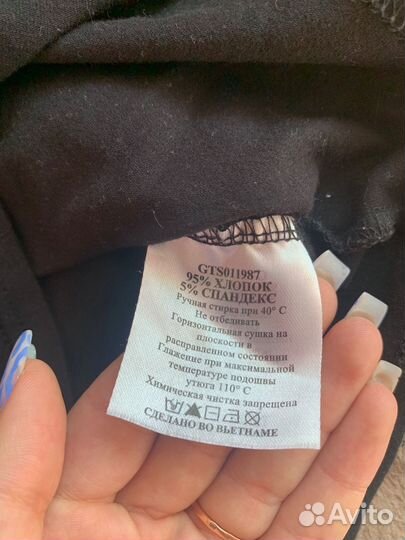 GTS011987
95% ХЛОПОК
5% СПАНДЕКС
Ручная стирка при 40° C
Не отбеливать
Горизонтальная сушка на
плоскости в
расправленном состоянии
Глажение при максимальной
температуре подошвы
утюга 110° C
Химическая чистка запрещена
СДЕЛАНО ВО ВЬЕТНАМЕ
Avito